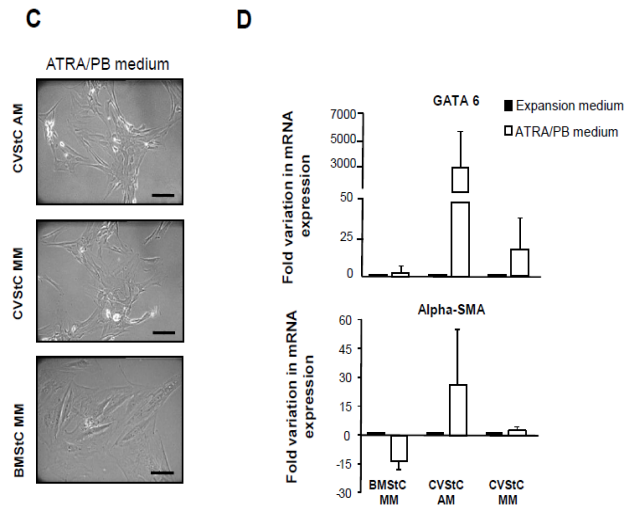 C
ATRA/PB medium
CVStC AM
CVStC MM
BMStC MM
D
GATA 6
Expansion medium
ATRA/PB medium
Fold variation in mRNA
expression
7000
5000
3000
50
25
0
Alpha-SMA
Fold variation in mRNA
expression
60
45
30
15
0
-15
-30
BMStC CVStC CVStC
MM AM MM